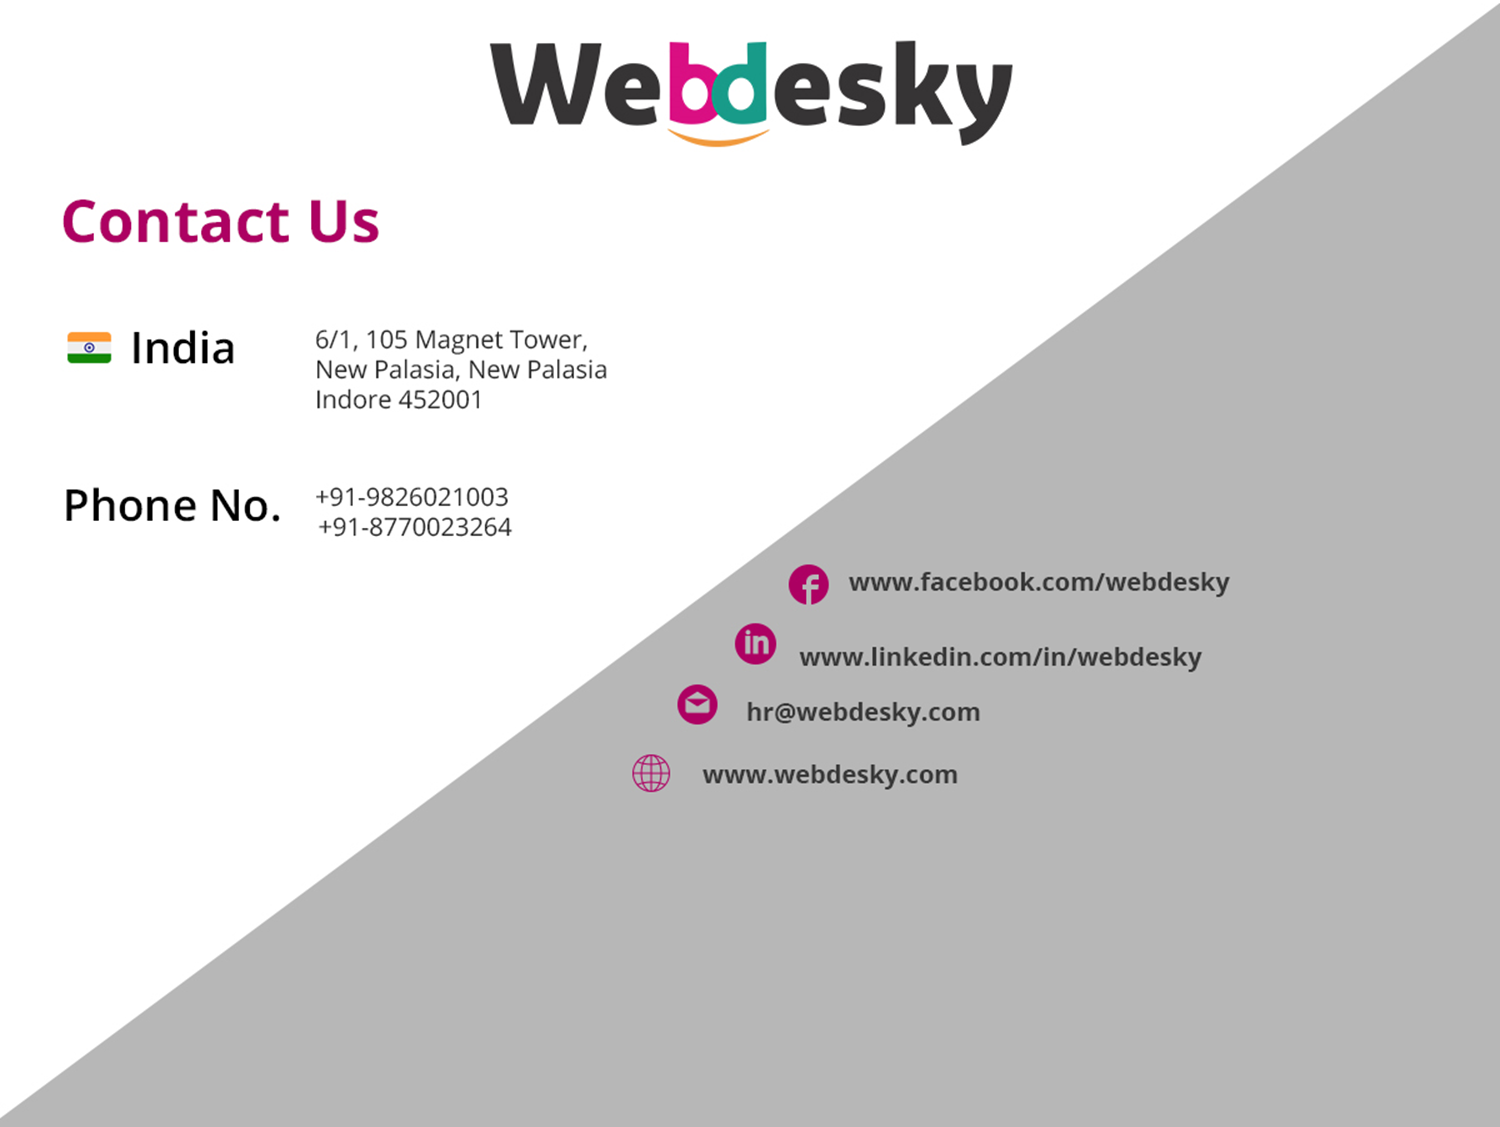 Webdesky
Contact Us
India
6/1, 105 Magnet Tower,
New Palasia, New Palasia
Indore 452001
Phone No.
+91-9826021003
+91-8770023264
www.facebook.com/webdesky
www.linkedin.com/in/webdesky
hr@webdesky.com
www.webdesky.com